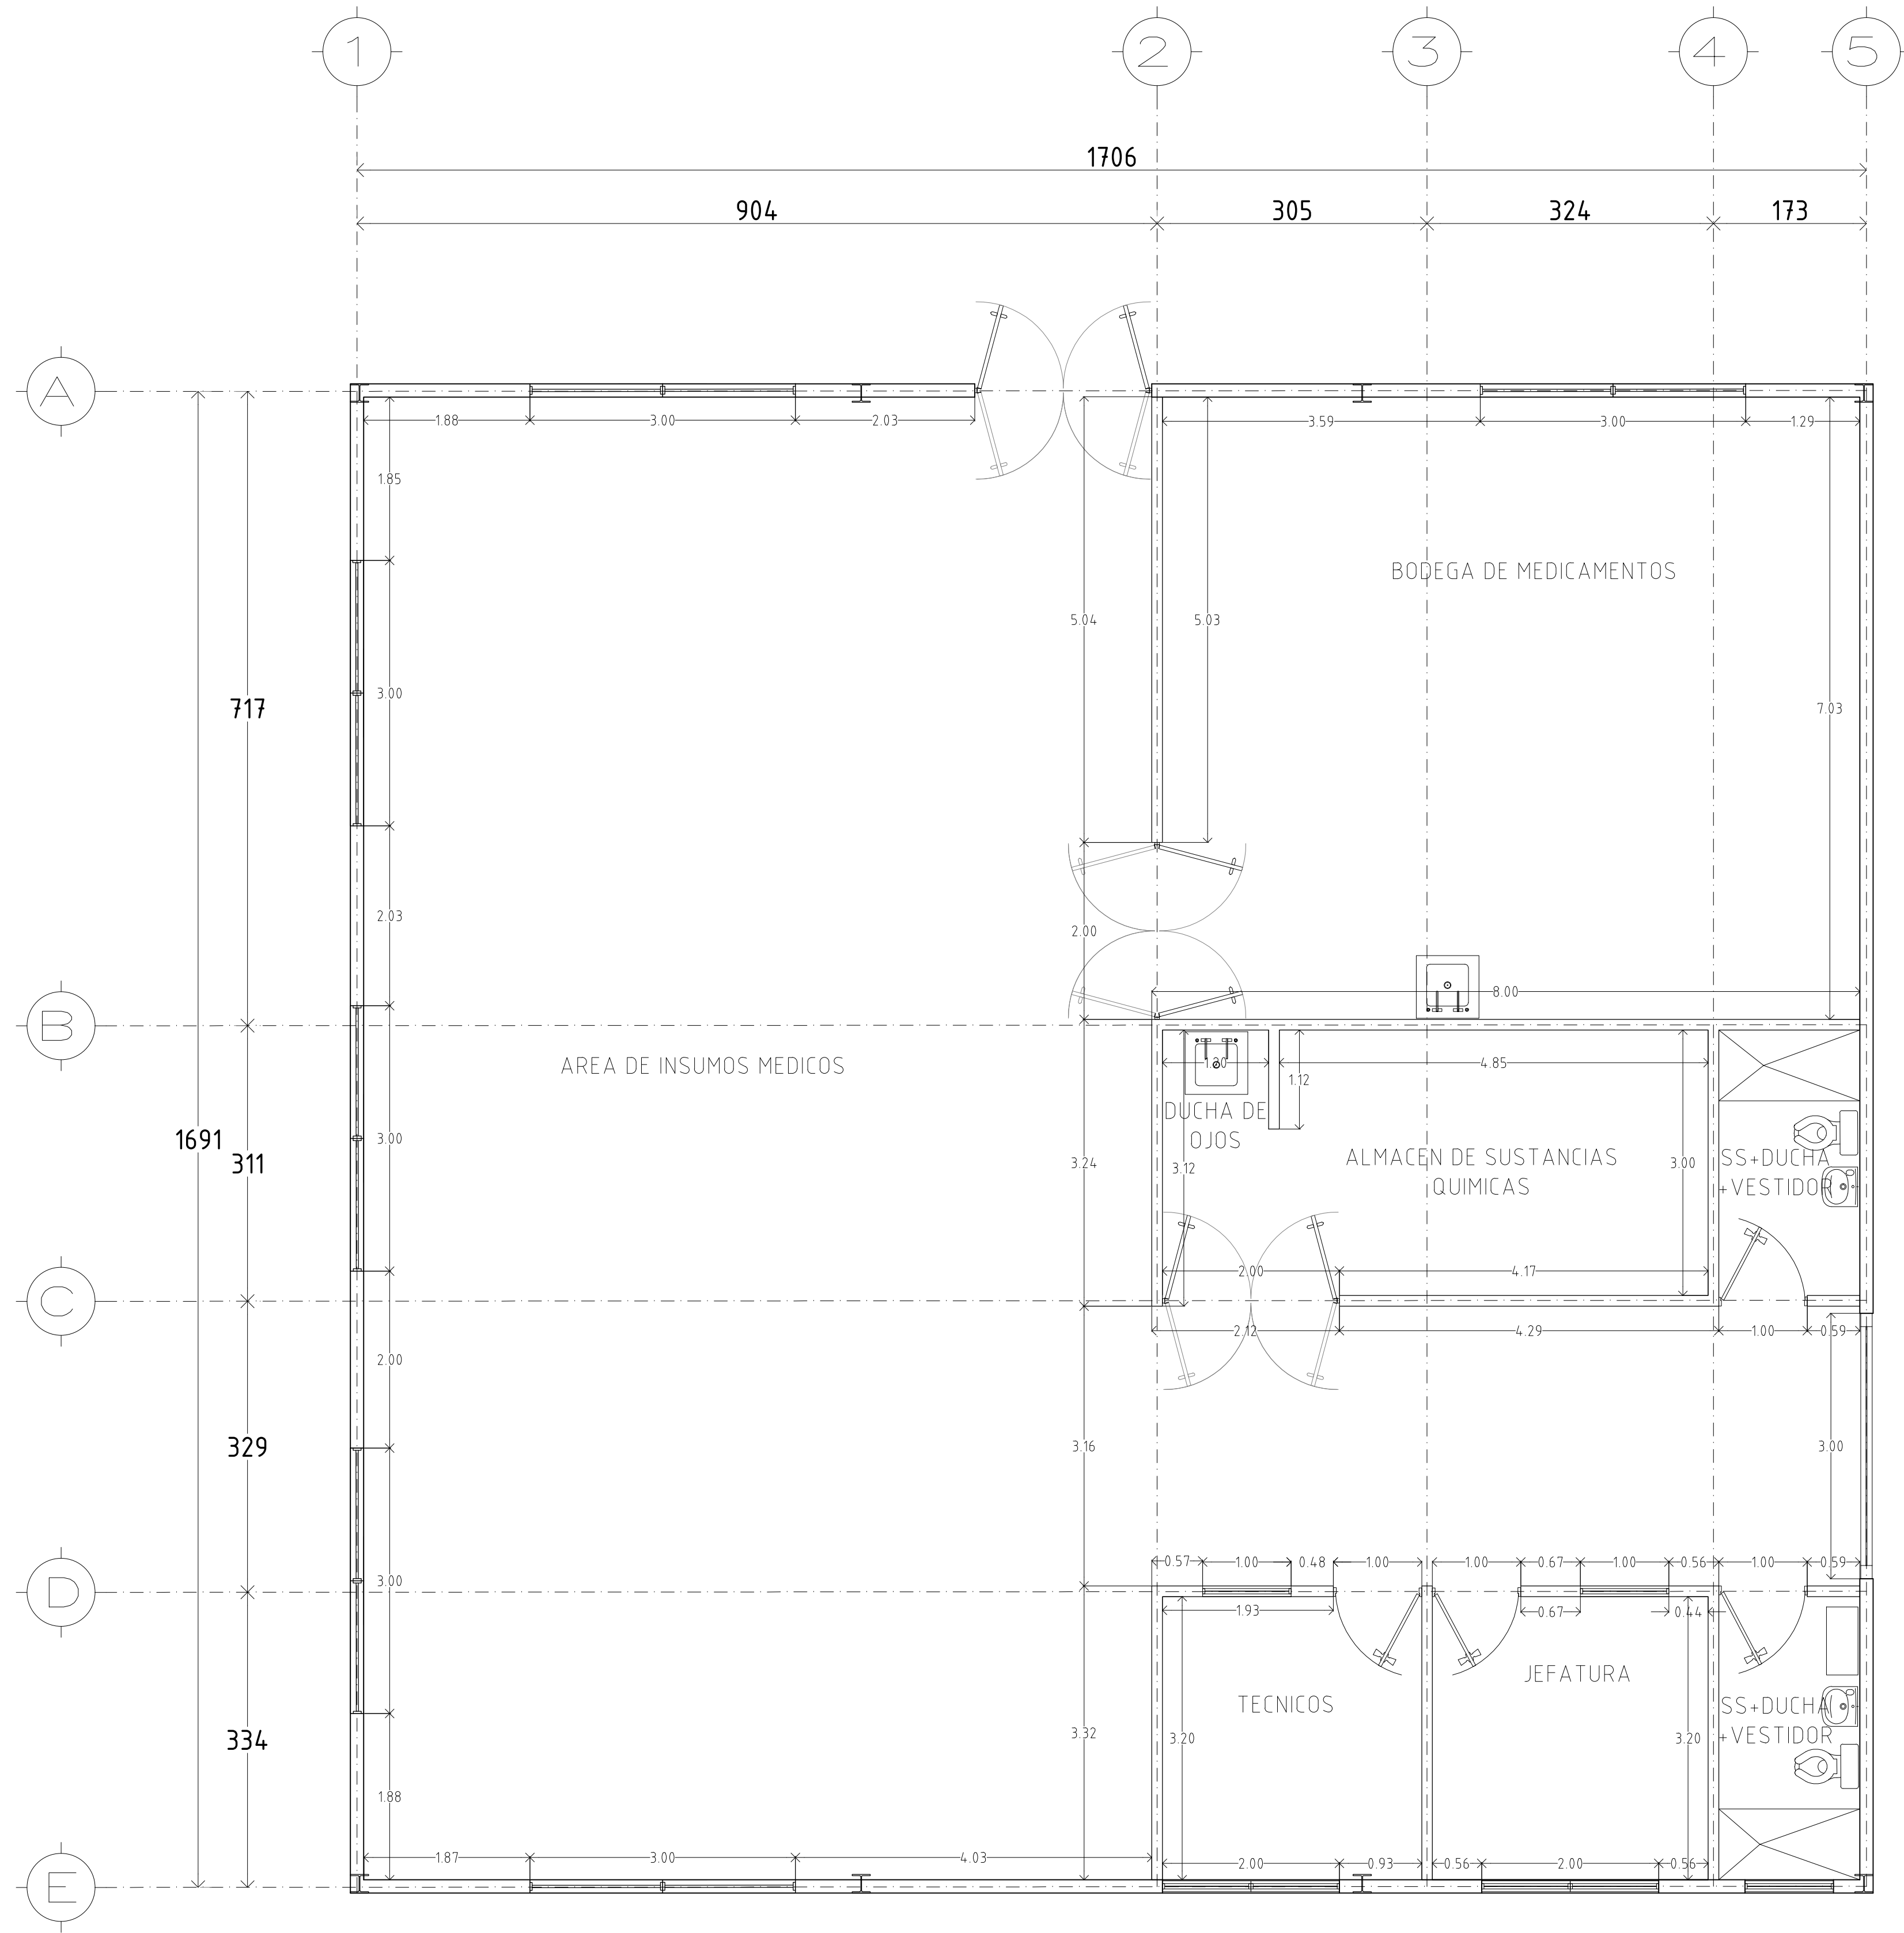 1 2 3 4 5
1706
904 305 324 173
A
1.88 3.00 2.03 3.59 3.00 1.29
1.85
BODEGA DE MEDICAMENTOS
5.04 5.03
3.00
717 7.03
2.03
2.00
8.00
B
AREA DE INSUMOS MEDICOS
1.20 4.85
1.12
DUCHA DE
OJOS
1691
3.00
311
3.24 3.12 3.00
ALMACEN DE SUSTANCIAS
QUIMICAS
SS+DUCHA
+VESTIDOR
2.00 4.17
C
2.12 4.29 1.00 0.59
2.00
329
3.16 3.00
0.57 1.00 0.48 1.00 1.00 0.67 1.00 0.56 1.00 0.59
D
3.00
1.93 0.67 0.44
JEFATURA
TECNICOS
SS+DUCHA
+VESTIDOR
334
3.32 3.20 3.20
1.88
1.87 3.00 4.03
2.00 0.93 0.56 2.00 0.56
E